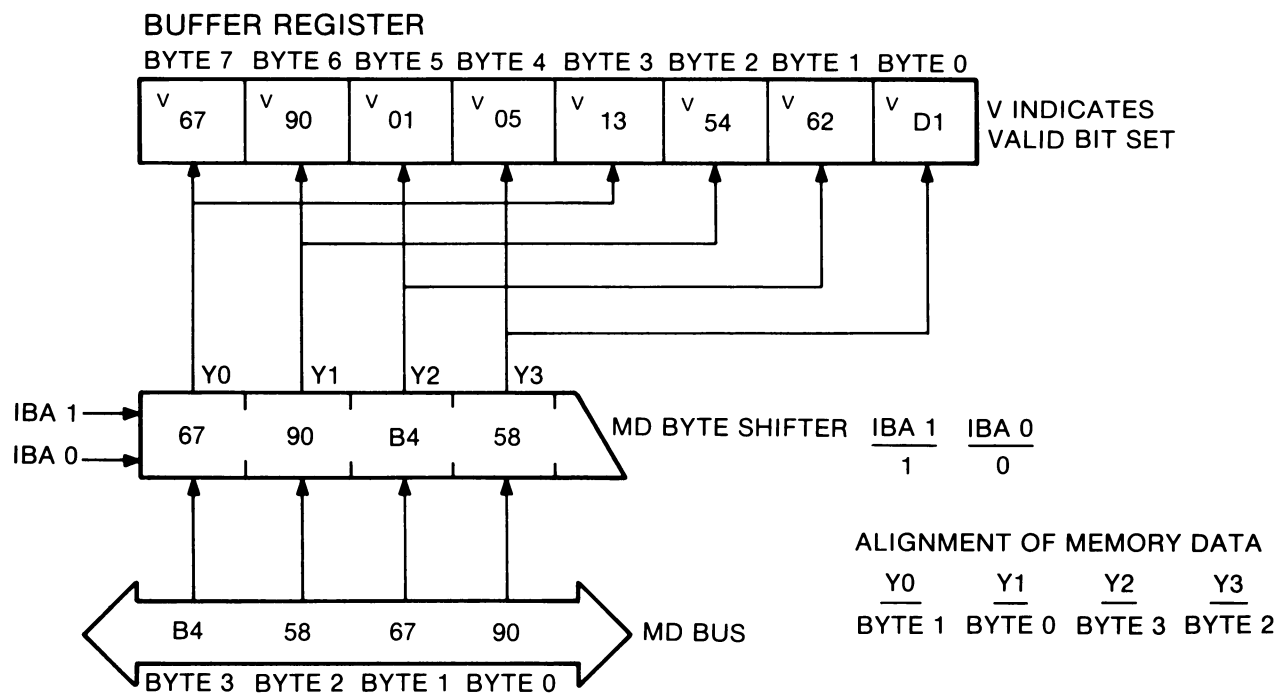 BUFFER REGISTER
BYTE 7 BYTE 6 BYTE 5 BYTE 4 BYTE 3 BYTE 2 BYTE 1 BYTE 0
V 67 V 90 V 01 V 05 V 13 V 54 V 62 V D1
V INDICATES
VALID BIT SET
Y0 Y1 Y2 Y3
IBA 1
IBA 0
67 90 B4 58
MD BYTE SHIFTER
IBA 1 IBA 0
1 0
ALIGNMENT OF MEMORY DATA
Y0 Y1 Y2 Y3
BYTE 1 BYTE 0 BYTE 3 BYTE 2
B4 58 67 90
MD BUS
BYTE 3 BYTE 2 BYTE 1 BYTE 0